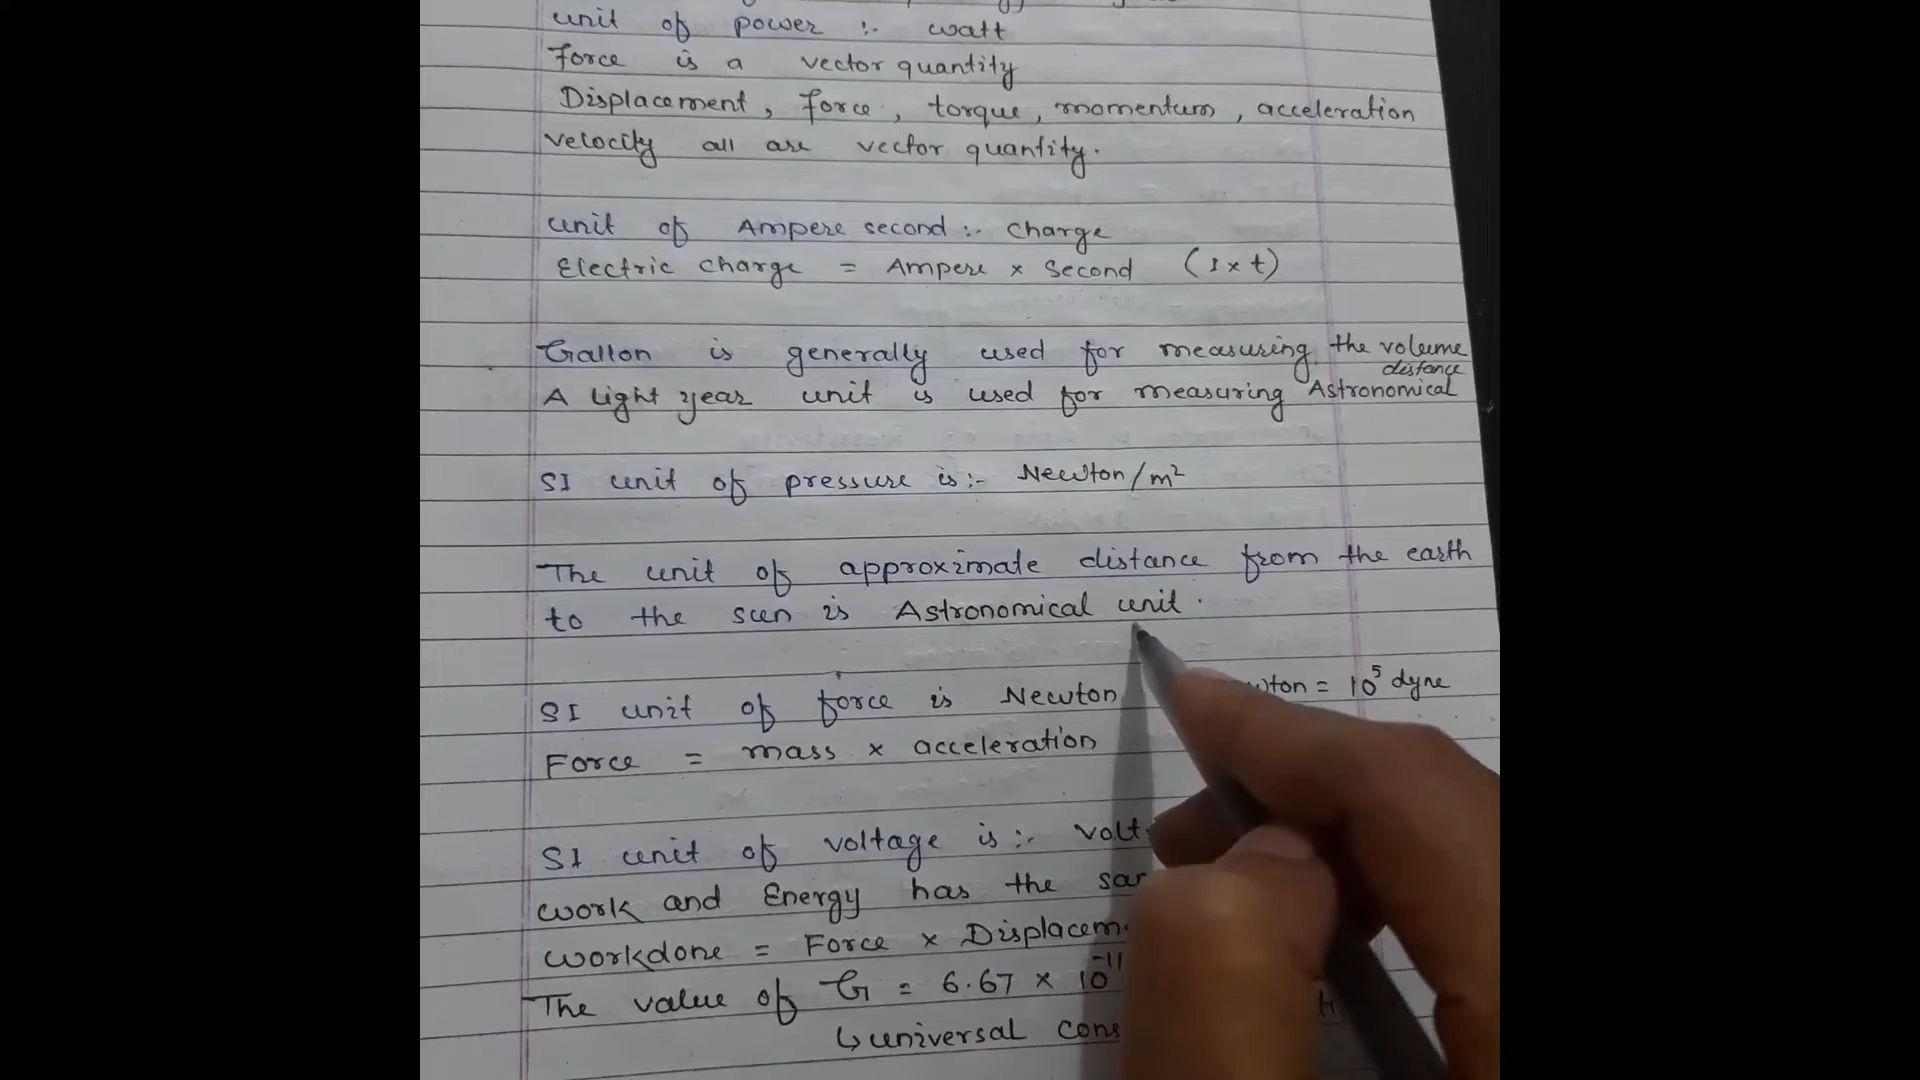 unit of power :- watt
Force is a vector quantity
Displacement, force, torque, momentum, acceleration
velocity all are vector quantity.
unit of Ampere second :- charge
Electric charge = Ampere × Second (I × t)
Gallon is generally used for measuring the volume
distance
A light year unit is used for measuring Astronomical
SI unit of pressure is :- Newton/m²
The unit of approximate distance from the earth
to the sun is Astronomical unit.
SI unit of force is Newton = 10⁵ dyne
Force = mass × acceleration
SI unit of voltage is :- volt
work and Energy has the
workdone = Force ×
The value of G = 6.67 × 10⁻¹¹
↳ universal